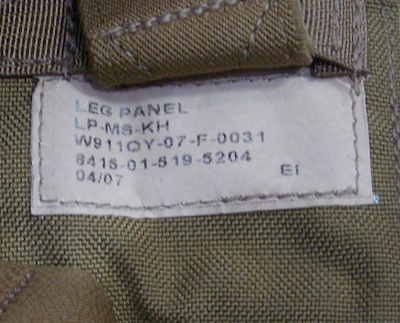 LEG PANEL
LP-MS-KH
W911QY-07-F-0031
8415-01-519-5204
04/07 EI